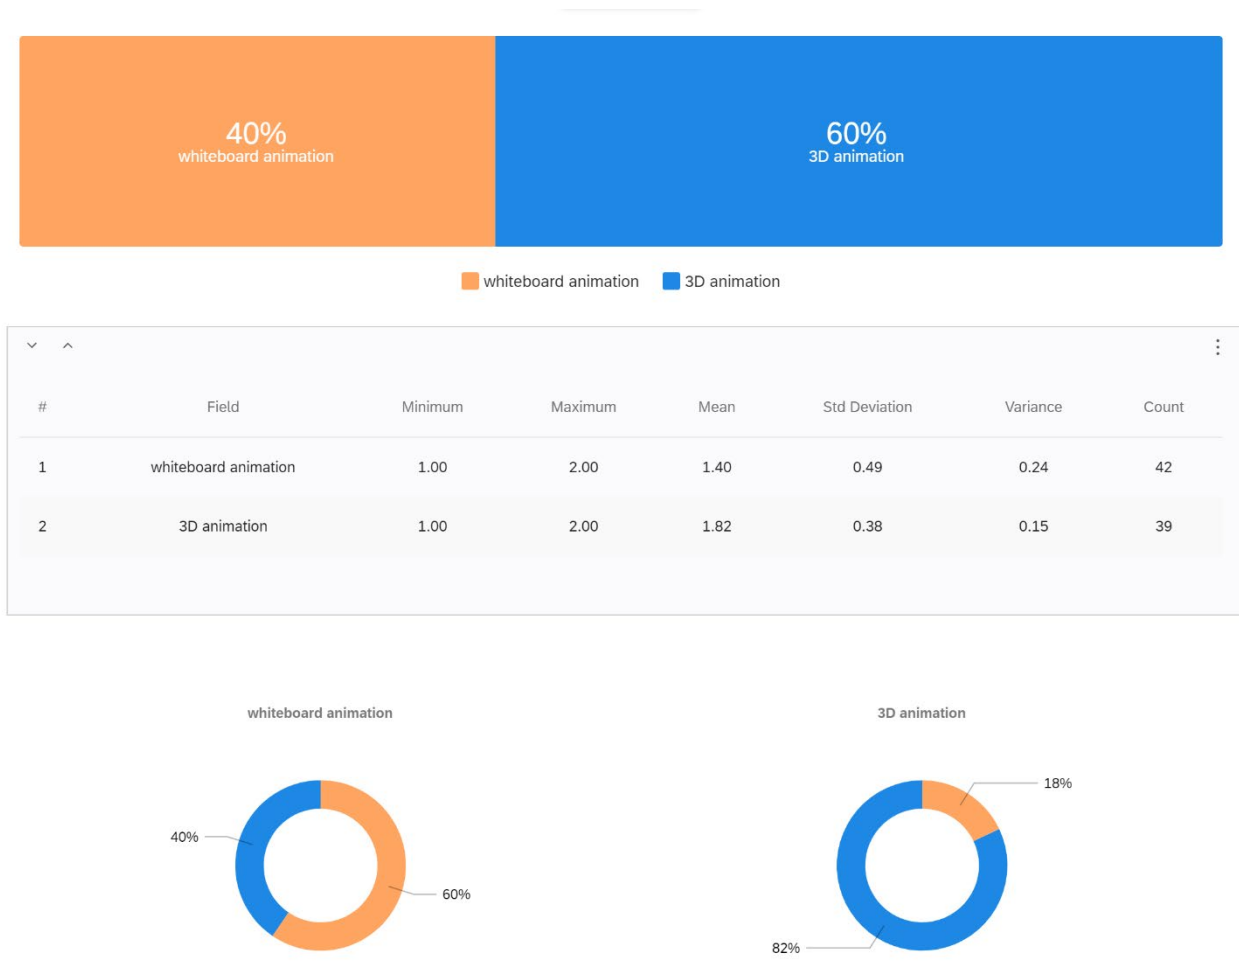 40%
whiteboard animation
60%
3D animation
whiteboard animation 3D animation
# Field Minimum Maximum Mean Std Deviation Variance Count
1 whiteboard animation 1.00 2.00 1.40 0.49 0.24 42
2 3D animation 1.00 2.00 1.82 0.38 0.15 39
whiteboard animation
40%
60%
3D animation
18%
82%